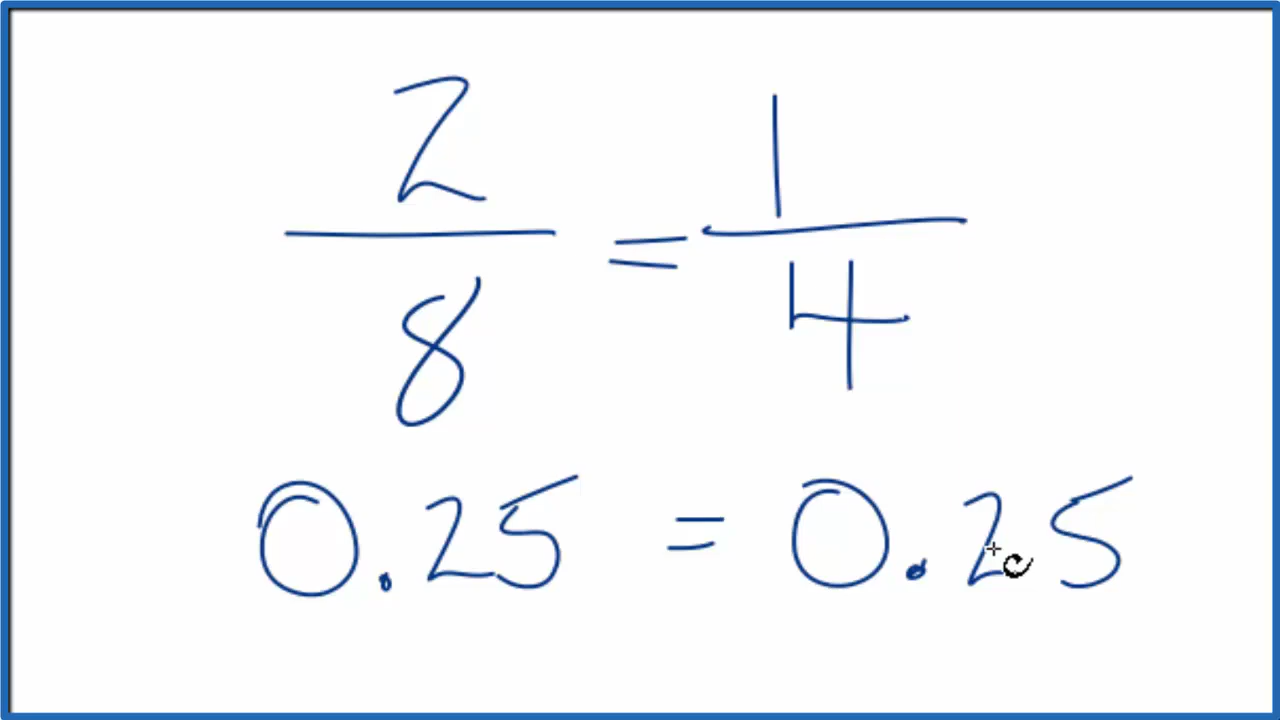 2/8 = 1/4
0.25 = 0.25